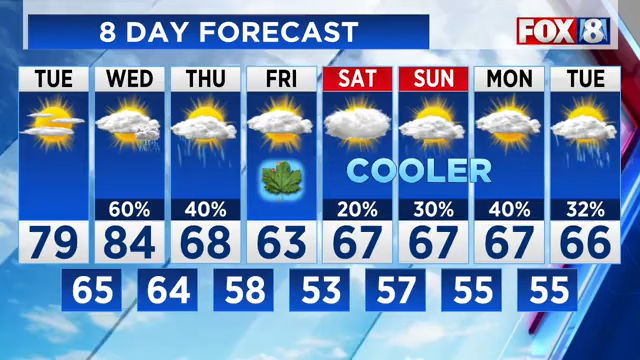 8 DAY FORECAST
FOX 8
TUE WED THU FRI SAT SUN MON TUE
COOLER
60% 40% 20% 30% 40% 32%
79 84 68 63 67 67 67 66
65 64 58 53 57 55 55